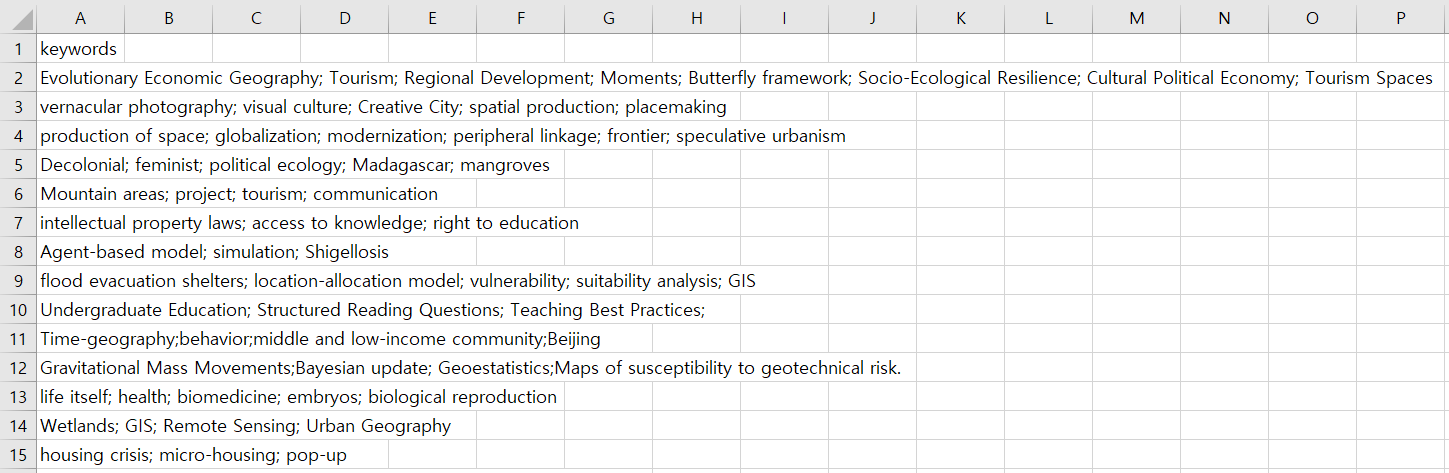 A B C D E F G H I J K L M N O P
1 keywords
2 Evolutionary Economic Geography; Tourism; Regional Development; Moments; Butterfly framework; Socio-Ecological Resilience; Cultural Political Economy; Tourism Spaces
3 vernacular photography; visual culture; Creative City; spatial production; placemaking
4 production of space; globalization; modernization; peripheral linkage; frontier; speculative urbanism
5 Decolonial; feminist; political ecology; Madagascar; mangroves
6 Mountain areas; project; tourism; communication
7 intellectual property laws; access to knowledge; right to education
8 Agent-based model; simulation; Shigellosis
9 flood evacuation shelters; location-allocation model; vulnerability; suitability analysis; GIS
10 Undergraduate Education; Structured Reading Questions; Teaching Best Practices;
11 Time-geography;behavior;middle and low-income community;Beijing
12 Gravitational Mass Movements;Bayesian update; Geoestatistics;Maps of susceptibility to geotechnical risk.
13 life itself; health; biomedicine; embryos; biological reproduction
14 Wetlands; GIS; Remote Sensing; Urban Geography
15 housing crisis; micro-housing; pop-up